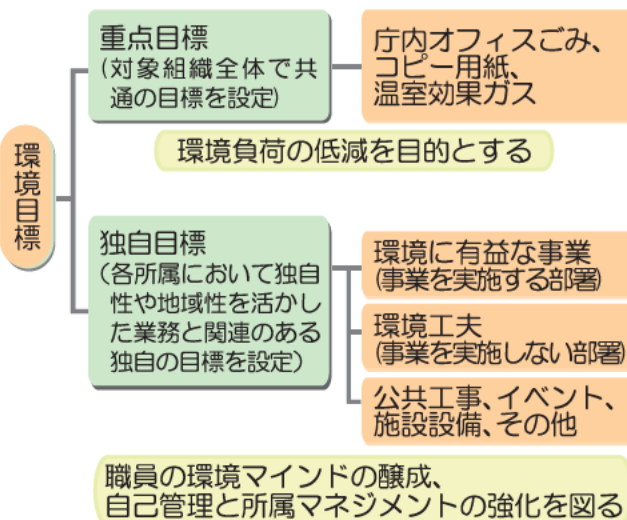 環境目標
重点目標
(対象組織全体で共
通の目標を設定)
庁内オフィスごみ、
コピー用紙、
温室効果ガス
環境負荷の低減を目的とする
独自目標
(各所属において独自
性や地域性を活かし
た業務と関連のある
独自の目標を設定)
環境に有益な事業
(事業を実施する部署)
環境工夫
(事業を実施しない部署)
公共工事、イベント、
施設設備、その他
職員の環境マインドの醸成、
自己管理と所属マネジメントの強化を図る